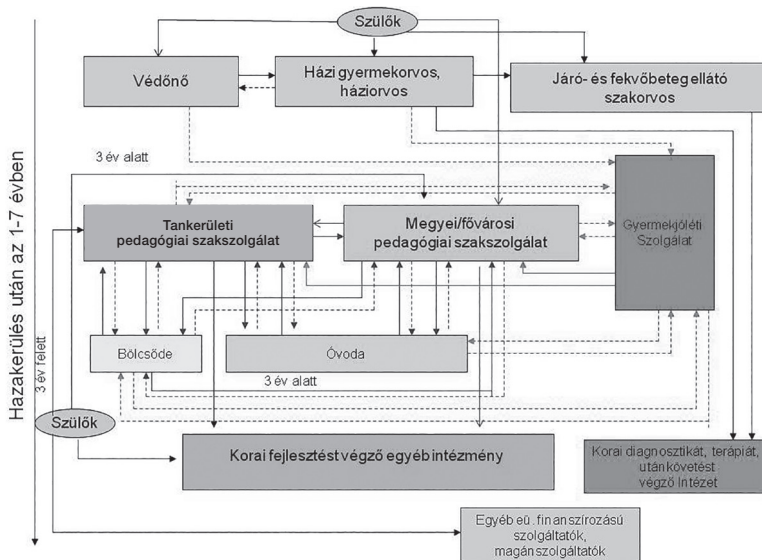 Szülők
Védőnő
Házi gyermekorvos,
háziorvos
Járó- és fekvőbeteg ellátó
szakorvos
Hazakerülés után az 1-7 évben
3 év alatt
Tankerületi
pedagógiai szakszolgálat
Megyei/fővárosi
pedagógiai szakszolgálat
Gyermekjóléti
Szolgálat
3 év felett
Bölcsőde
Óvoda
3 év alatt
Szülők
Korai fejlesztést végző egyéb intézmény
Korai diagnosztikát, terápiát,
utánkövetést
végző Intézet
Egyéb eü. finanszírozású
szolgáltatók,
magánszolgáltatók